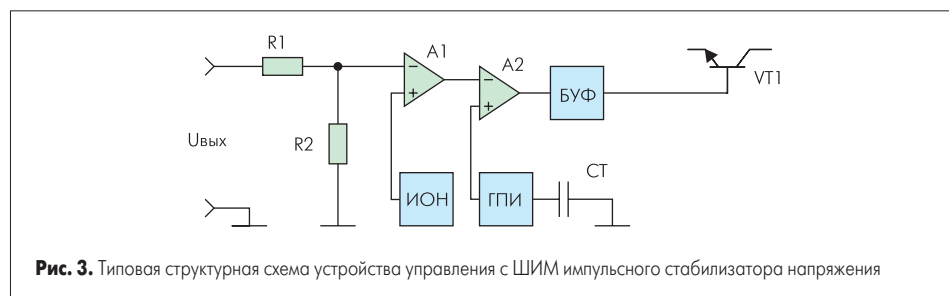 R1
A1
A2
VT1
БУФ
Uвых
R2
ИОН
ГПИ
СТ
Рис. 3. Типовая структурная схема устройства управления с ШИМ импульсного стабилизатора напряжения